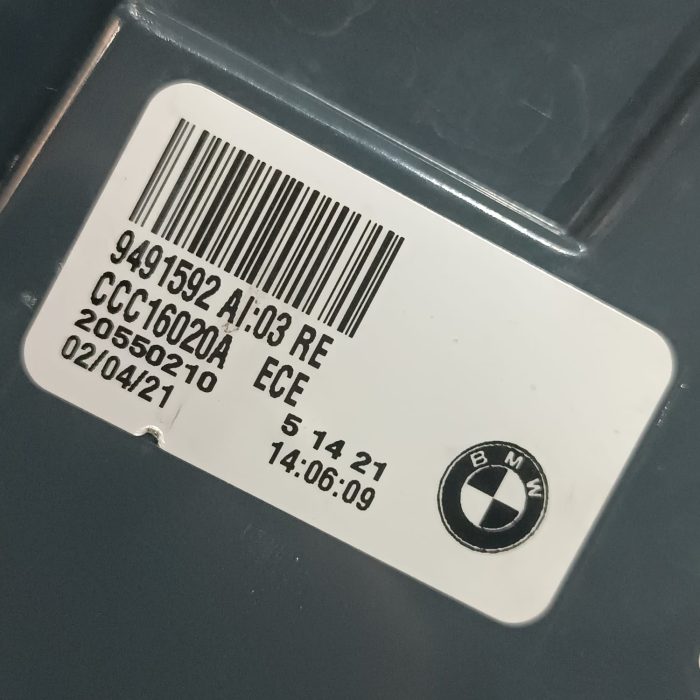 9491592 AI:03 RE
CCC16020A ECE
20550210 5 14 21
02/04/21 14:06:09
BMW